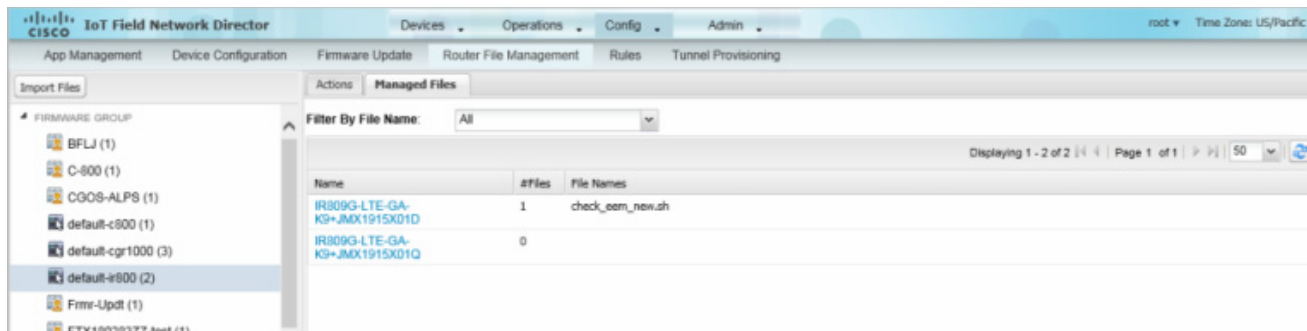 CISCO IoT Field Network Director
Devices Operations Config Admin
root Time Zone: US/Pacific
App Management Device Configuration Firmware Update Router File Management Rules Tunnel Provisioning
Import Files
Actions Managed Files
FIRMWARE GROUP
BFLJ (1)
C-800 (1)
CGOS-ALPS (1)
default-c800 (1)
default-cgr1000 (3)
default-ir800 (2)
Frmr-Updt (1)
Filter By File Name: All
Displaying 1 - 2 of 2 Page 1 of 1 50
Name #Files File Names
IR809G-LTE-GA- 1 check_eem_new.sh
K9+JMX1915X01D
IR809G-LTE-GA- 0
K9+JMX1915X01Q